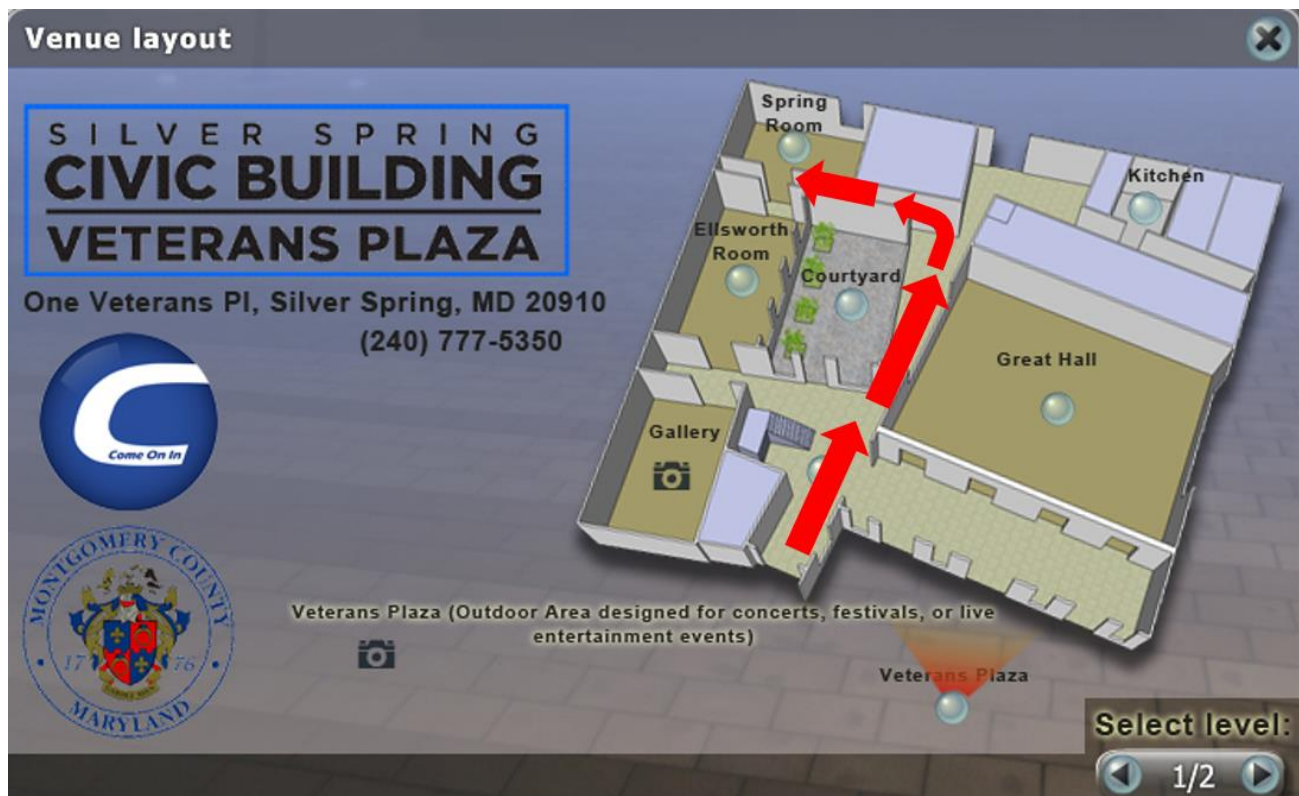 Venue layout
SILVER SPRING
CIVIC BUILDING
VETERANS PLAZA
One Veterans Pl, Silver Spring, MD 20910
(240) 777-5350
Come On In
MONTGOMERY COUNTY
17 76
MARYLAND
Spring
Room
Kitchen
Ellsworth
Room
Courtyard
Great Hall
Gallery
Veterans Plaza (Outdoor Area designed for concerts, festivals, or live
entertainment events)
Veterans Plaza
Select level:
1/2